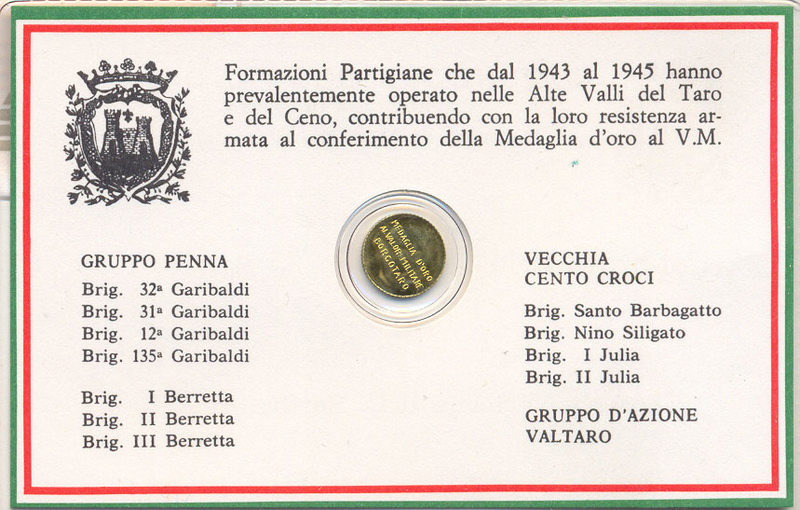 Formazioni Partigiane che dal 1943 al 1945 hanno
prevalentemente operato nelle Alte Valli del Taro
e del Ceno, contribuendo con la loro resistenza ar-
mata al conferimento della Medaglia d'oro al V.M.
MEDAGLIA D'ORO
AL VALOR MILITARE
BORGOTARO
GRUPPO PENNA
Brig. 32ª Garibaldi
Brig. 31ª Garibaldi
Brig. 12ª Garibaldi
Brig. 135ª Garibaldi
Brig. I Berretta
Brig. II Berretta
Brig. III Berretta
VECCHIA
CENTO CROCI
Brig. Santo Barbagatto
Brig. Nino Siligato
Brig. I Julia
Brig. II Julia
GRUPPO D'AZIONE
VALTARO